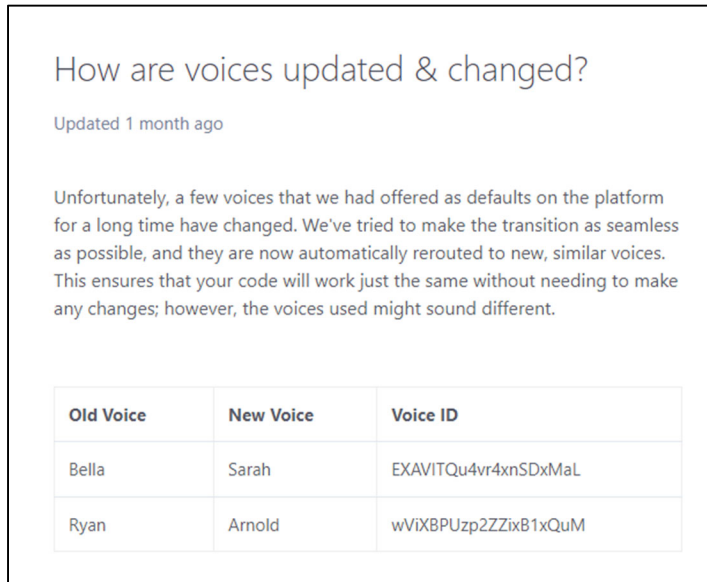 How are voices updated & changed?
Updated 1 month ago
Unfortunately, a few voices that we had offered as defaults on the platform
for a long time have changed. We've tried to make the transition as seamless
as possible, and they are now automatically rerouted to new, similar voices.
This ensures that your code will work just the same without needing to make
any changes; however, the voices used might sound different.
Old Voice New Voice Voice ID
Bella Sarah EXAVITQu4vr4xnSDxMaL
Ryan Arnold wViXBPUzp2ZZixB1xQuM